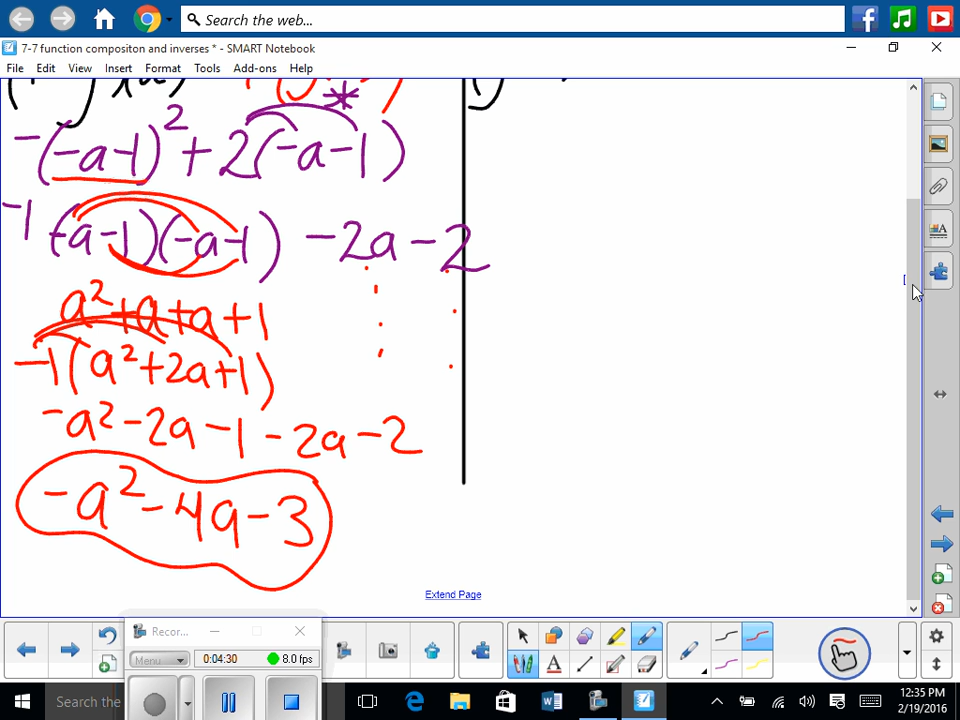 Search the web...
7-7 function compositon and inverses * - SMART Notebook
File Edit View Insert Format Tools Add-ons Help
-(-a-1)² + 2(-a-1)
-1 (-a-1)(-a-1) -2a-2
a²+a+a+1
-1(a²+2a+1)
-a²-2a-1-2a-2
-a²-4a-3
Extend Page
Recor...
Menu
0:04:30
8.0 fps
Search the
12:35 PM
2/19/2016